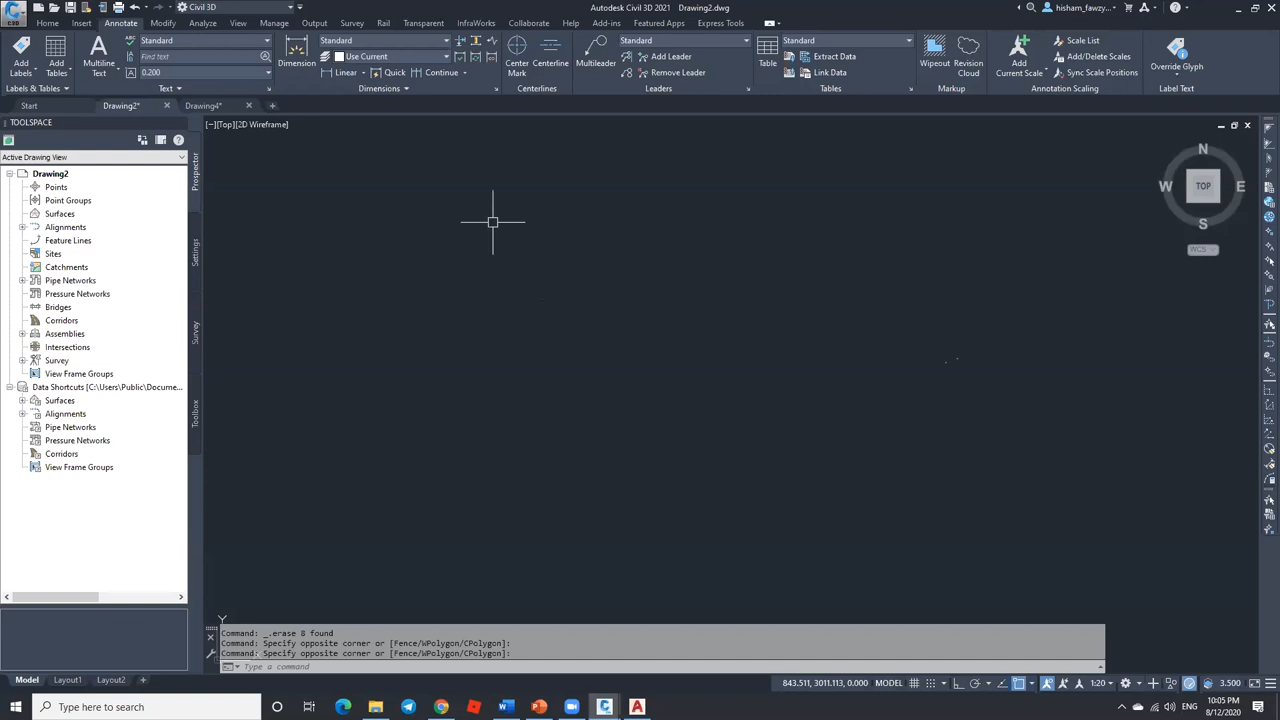 Civil 3D
Autodesk Civil 3D 2021 Drawing2.dwg
hisham_fawzy...
C3D
Home Insert Annotate Modify Analyze View Manage Output Survey Rail Transparent InfraWorks Collaborate Help Add-ins Featured Apps Express Tools
Add Labels
Add Tables
Labels & Tables
Multiline Text
Standard
Find text
0.200
Text
Dimension
Standard
Use Current
Linear
Quick
Continue
Dimensions
Center Mark
Centerline
Centerlines
Multileader
Standard
Add Leader
Remove Leader
Leaders
Table
Standard
Extract Data
Link Data
Tables
Wipeout
Revision Cloud
Markup
Add Current Scale
Scale List
Add/Delete Scales
Sync Scale Positions
Annotation Scaling
Override Glyph
Label Text
Start
Drawing2*
Drawing4*
TOOLSPACE
Active Drawing View
Drawing2
Points
Point Groups
Surfaces
Alignments
Feature Lines
Sites
Catchments
Pipe Networks
Pressure Networks
Bridges
Corridors
Assemblies
Intersections
Survey
View Frame Groups
Data Shortcuts [C:\Users\Public\Docume...
Surfaces
Alignments
Pipe Networks
Pressure Networks
Corridors
View Frame Groups
Prospector
Settings
Survey
Toolbox
[−][Top][2D Wireframe]
N
W
TOP
E
S
WCS
Y
Command: _.erase 8 found
Command: Specify opposite corner or [Fence/WPolygon/CPolygon]:
Command: Specify opposite corner or [Fence/WPolygon/CPolygon]:
Type a command
Model Layout1 Layout2
843.511, 3011.113, 0.000 MODEL
1:20
3.500
Type here to search
10:05 PM
8/12/2020